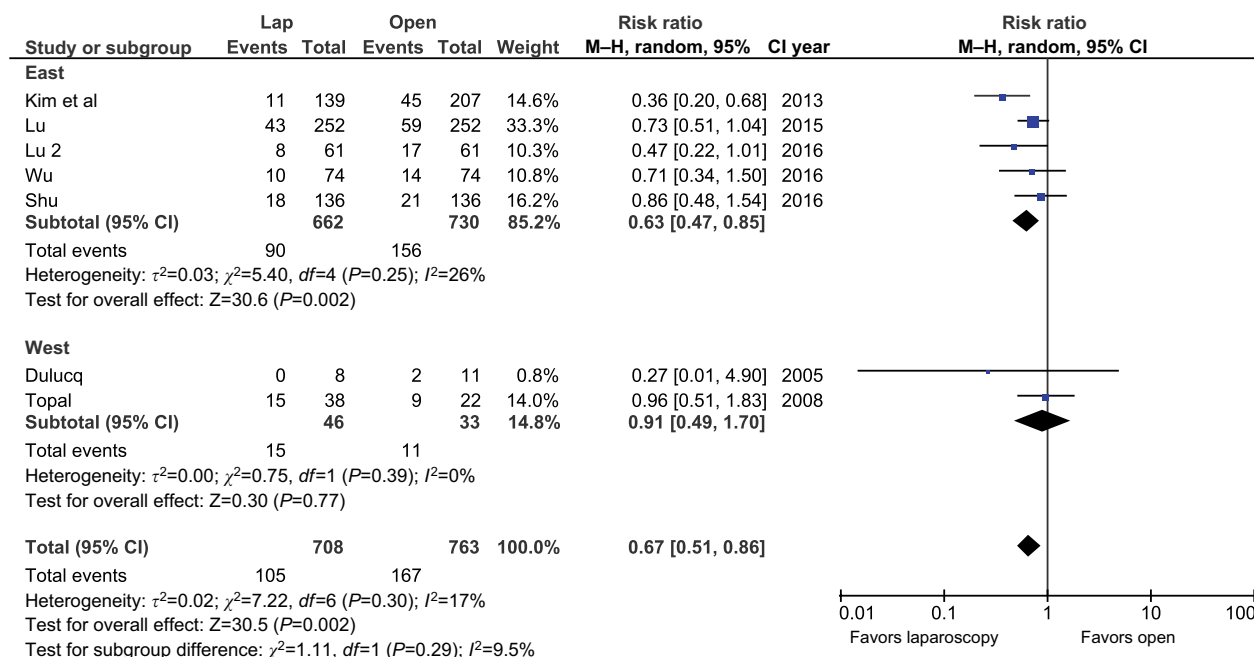 Lap Open Risk ratio Risk ratio
Study or subgroup Events Total Events Total Weight M–H, random, 95% CI year M–H, random, 95% CI
East
Kim et al 11 139 45 207 14.6% 0.36 [0.20, 0.68] 2013
Lu 43 252 59 252 33.3% 0.73 [0.51, 1.04] 2015
Lu 2 8 61 17 61 10.3% 0.47 [0.22, 1.01] 2016
Wu 10 74 14 74 10.8% 0.71 [0.34, 1.50] 2016
Shu 18 136 21 136 16.2% 0.86 [0.48, 1.54] 2016
Subtotal (95% CI) 662 730 85.2% 0.63 [0.47, 0.85]
Total events 90 156
Heterogeneity: τ²=0.03; χ²=5.40, df=4 (P=0.25); I²=26%
Test for overall effect: Z=30.6 (P=0.002)
West
Dulucq 0 8 2 11 0.8% 0.27 [0.01, 4.90] 2005
Topal 15 38 9 22 14.0% 0.96 [0.51, 1.83] 2008
Subtotal (95% CI) 46 33 14.8% 0.91 [0.49, 1.70]
Total events 15 11
Heterogeneity: τ²=0.00; χ²=0.75, df=1 (P=0.39); I²=0%
Test for overall effect: Z=0.30 (P=0.77)
Total (95% CI) 708 763 100.0% 0.67 [0.51, 0.86]
Total events 105 167
Heterogeneity: τ²=0.02; χ²=7.22, df=6 (P=0.30); I²=17%
Test for overall effect: Z=30.5 (P=0.002)
Test for subgroup difference: χ²=1.11, df=1 (P=0.29); I²=9.5%
0.01 0.1 1 10 100
Favors laparoscopy Favors open